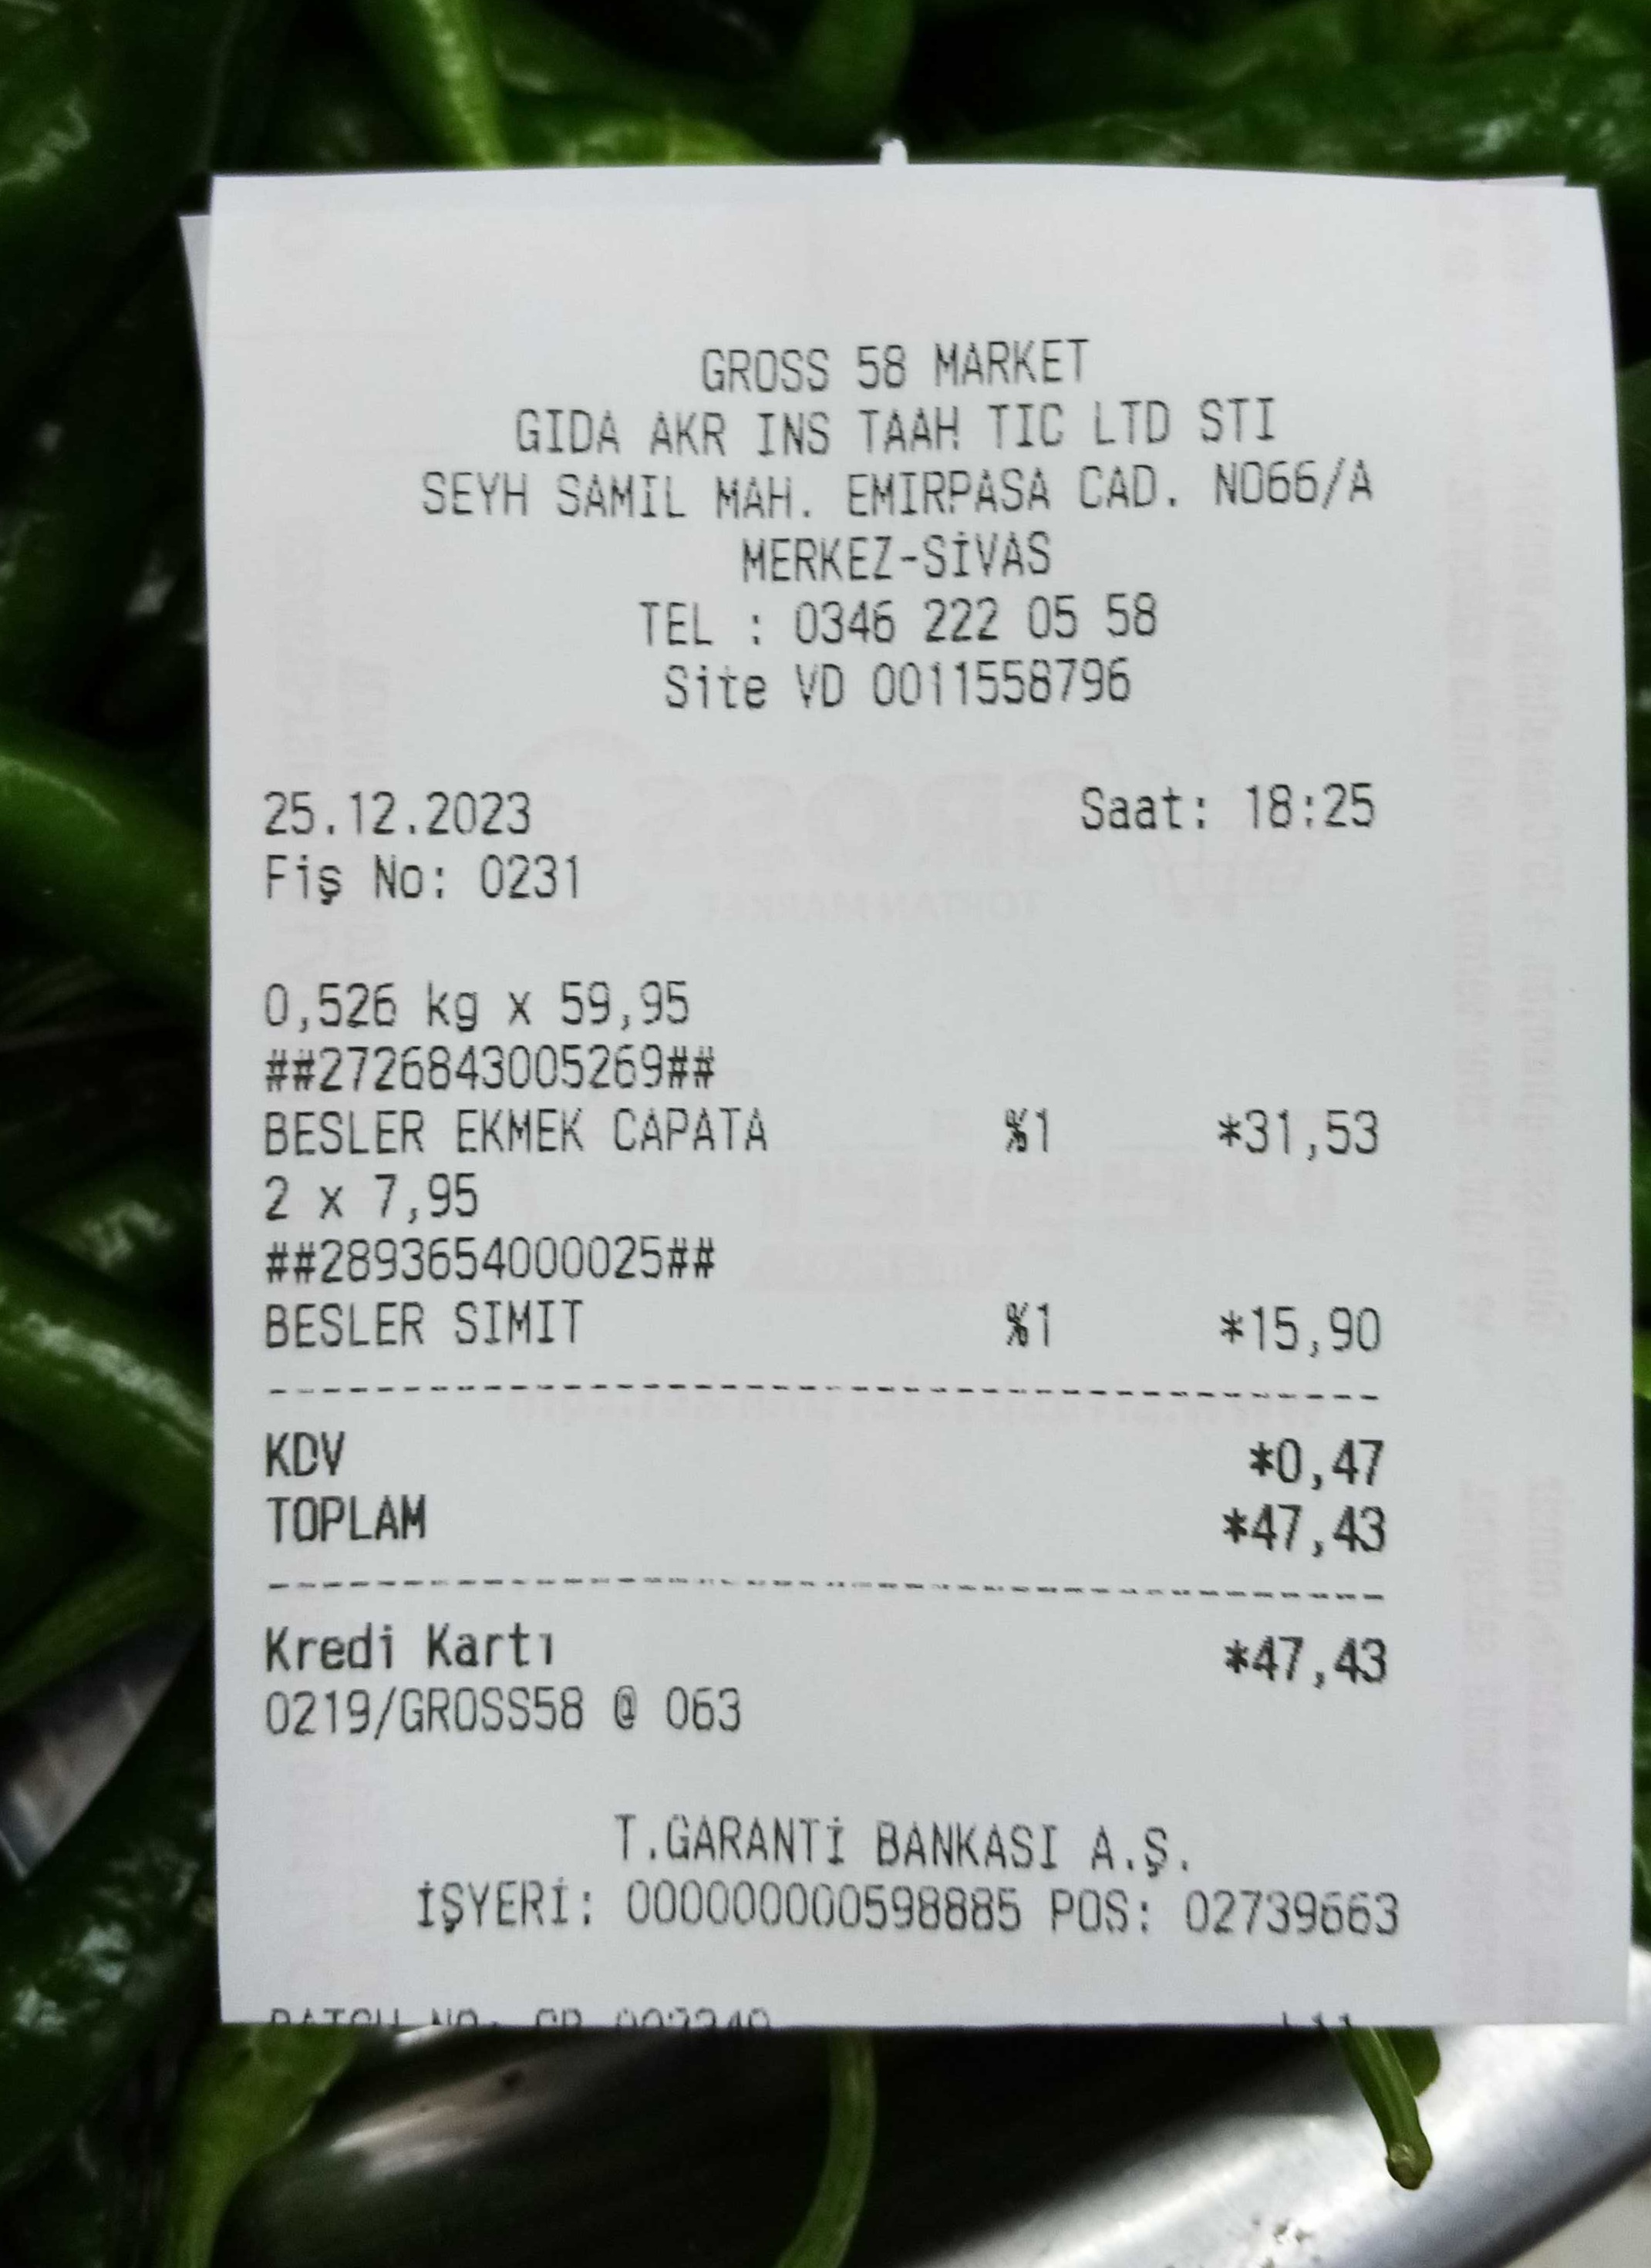 GROSS 58 MARKET
GIDA AKR INS TAAH TIC LTD STI
SEYH SAMIL MAH. EMIRPASA CAD. NO66/A
MERKEZ-SİVAS
TEL : 0346 222 05 58
Site VD 0011558796
25.12.2023 Saat: 18:25
Fiş No: 0231
0,526 kg x 59,95
##2726843005269##
BESLER EKMEK CAPATA %1 *31,53
2 x 7,95
##2893654000025##
BESLER SIMIT %1 *15,90
KDV *0,47
TOPLAM *47,43
Kredi Kartı *47,43
0219/GROSS58 @ 063
T.GARANTİ BANKASI A.Ş.
İŞYERİ: 000000000598885 POS: 02739663